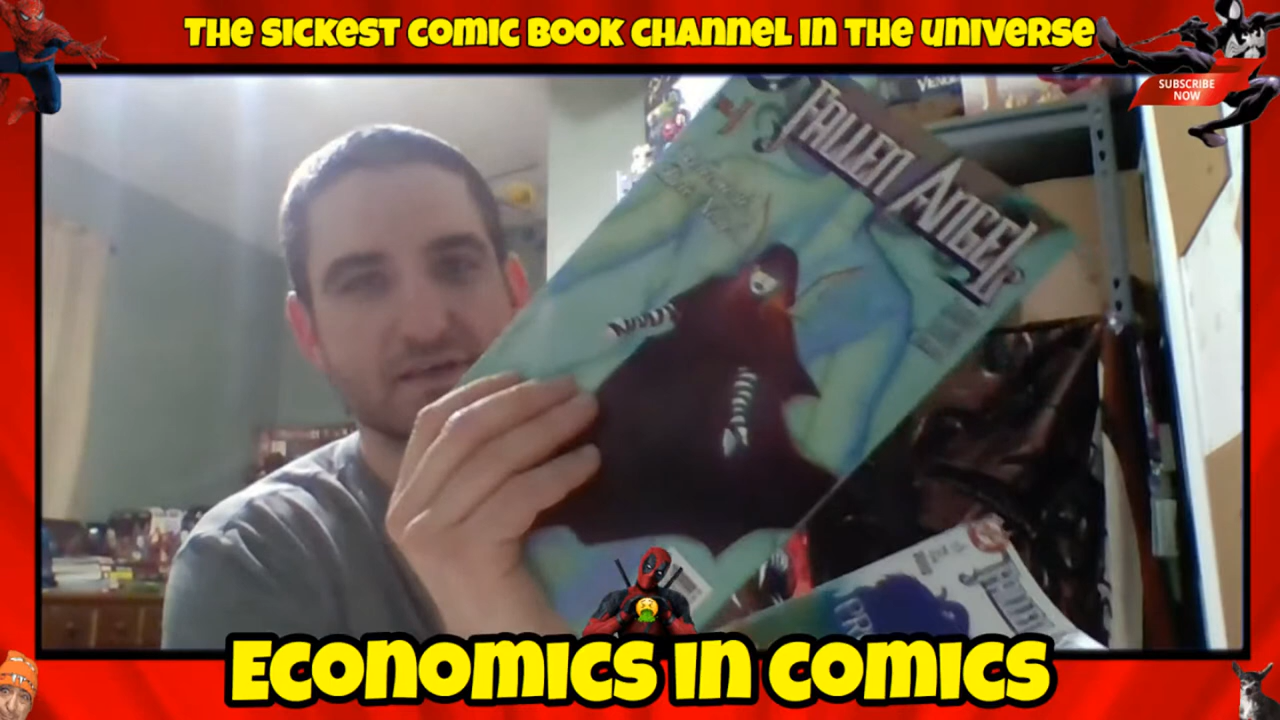 THE SICKEST COMIC BOOK CHANNEL IN THE UNIVERSE
SUBSCRIBE
NOW
FALLEN ANGEL
ECONOMICS IN COMICS